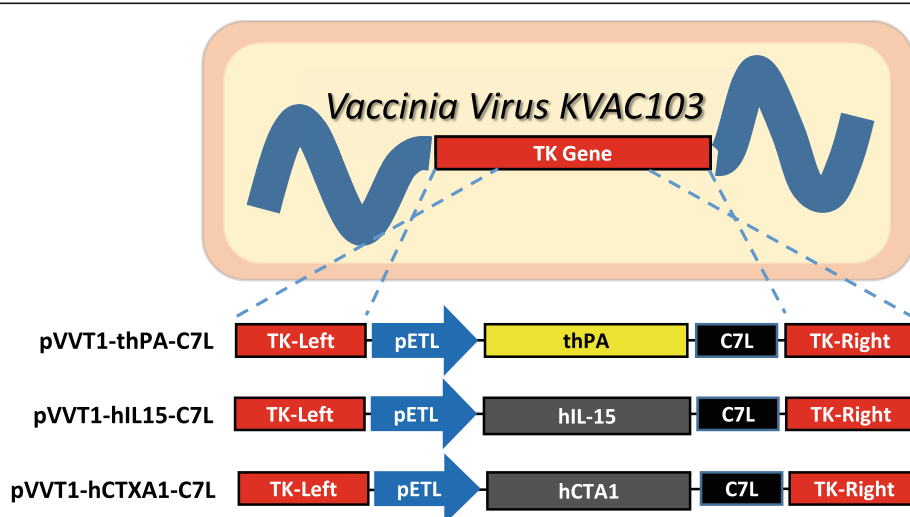 Vaccinia Virus KVAC103
TK Gene
pVVT1-thPA-C7L TK-Left pETL thPA C7L TK-Right
pVVT1-hIL15-C7L TK-Left pETL hIL-15 C7L TK-Right
pVVT1-hCTXA1-C7L TK-Left pETL hCTA1 C7L TK-Right